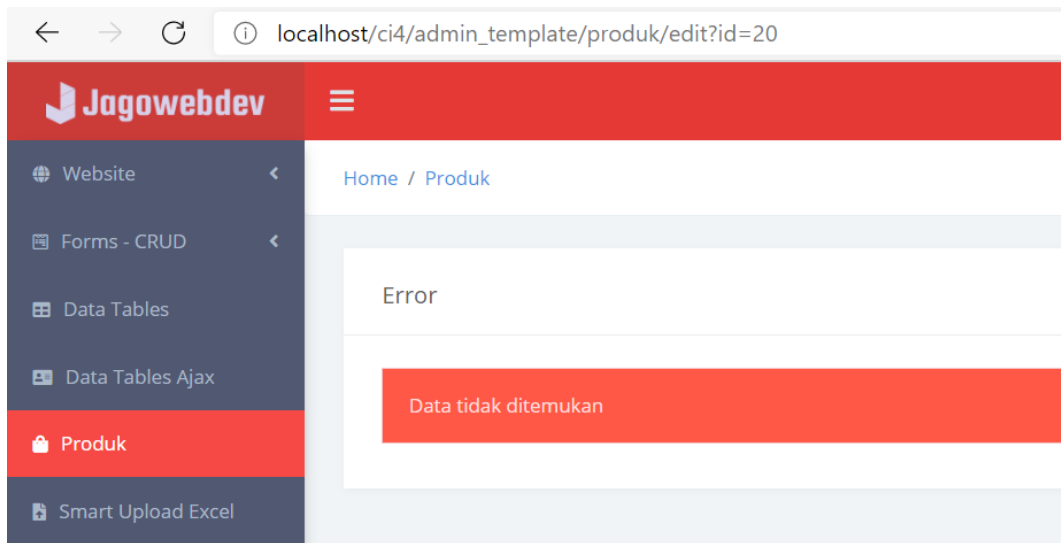 localhost/ci4/admin_template/produk/edit?id=20
Jagowebdev
Website
Home / Produk
Forms - CRUD
Error
Data Tables
Data Tables Ajax
Data tidak ditemukan
Produk
Smart Upload Excel